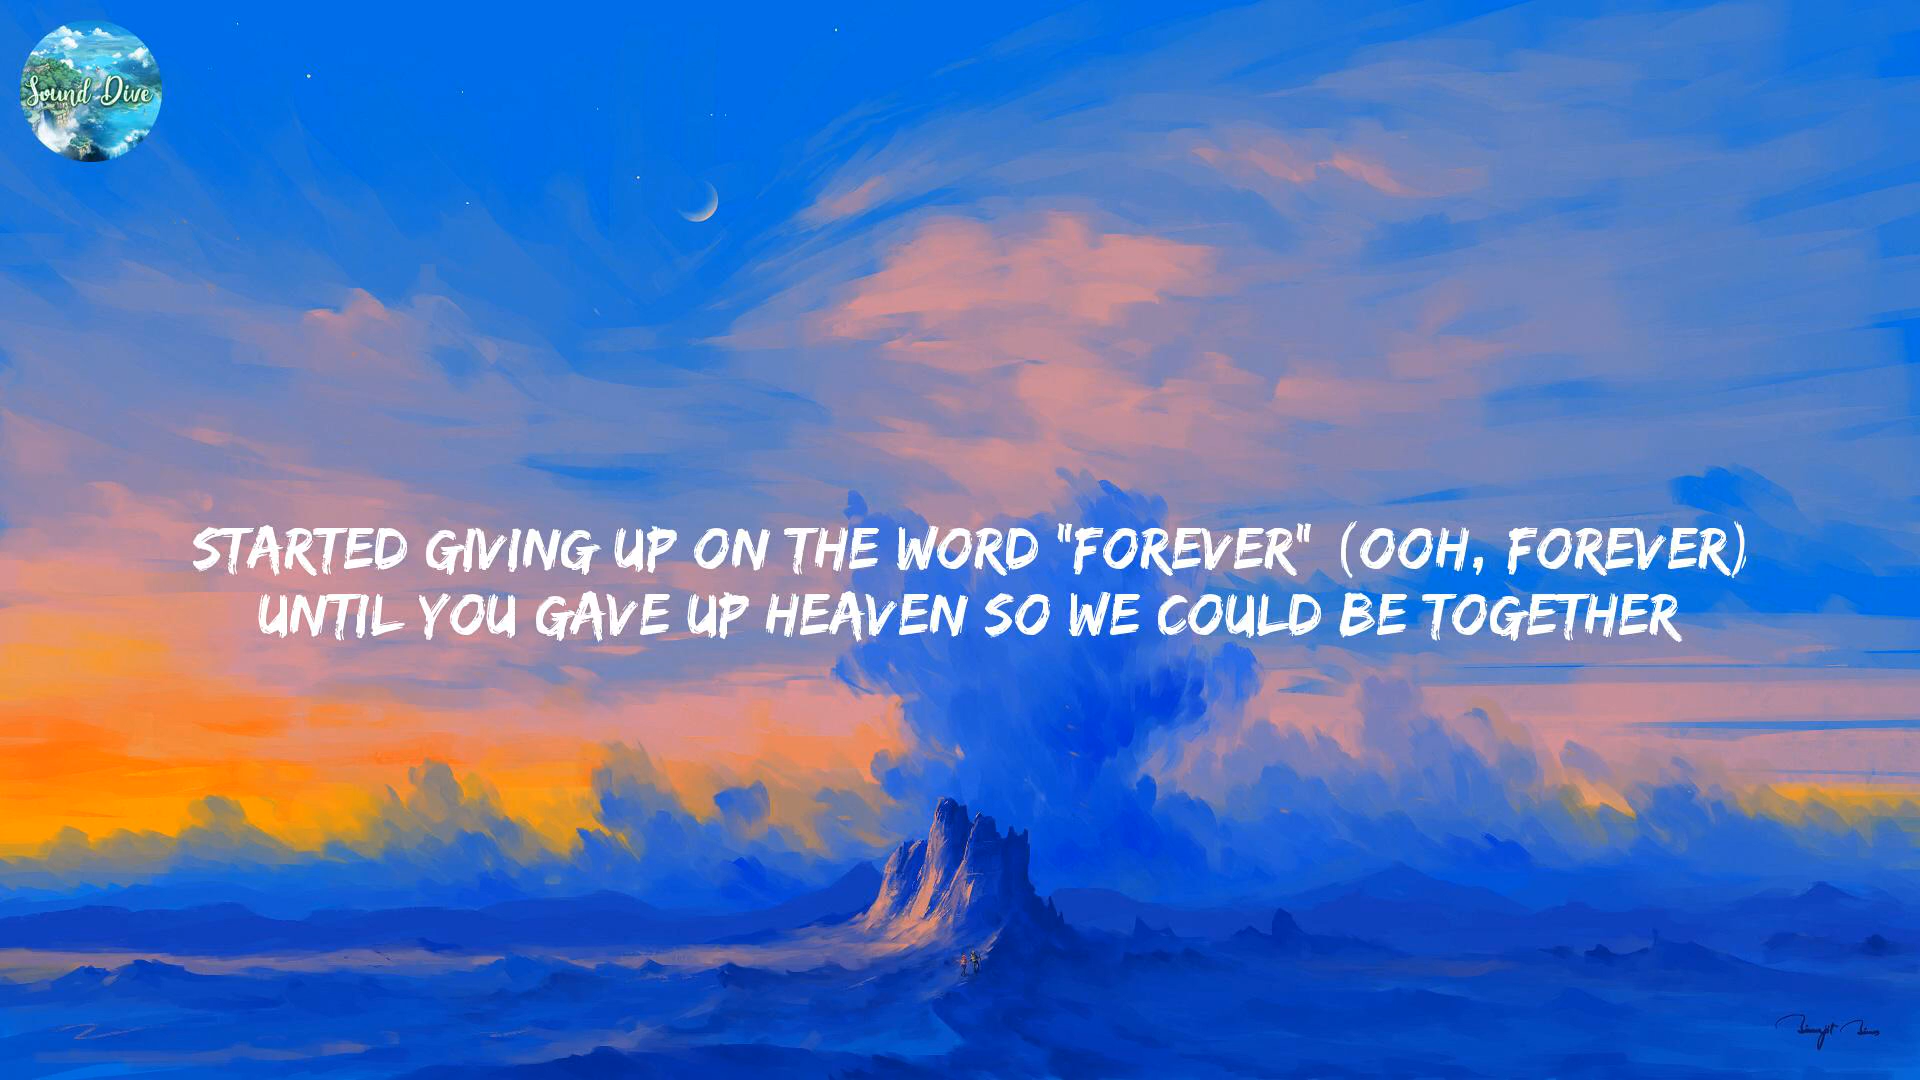 Sound Dive
STARTED GIVING UP ON THE WORD "FOREVER" (OOH, FOREVER)
UNTIL YOU GAVE UP HEAVEN SO WE COULD BE TOGETHER